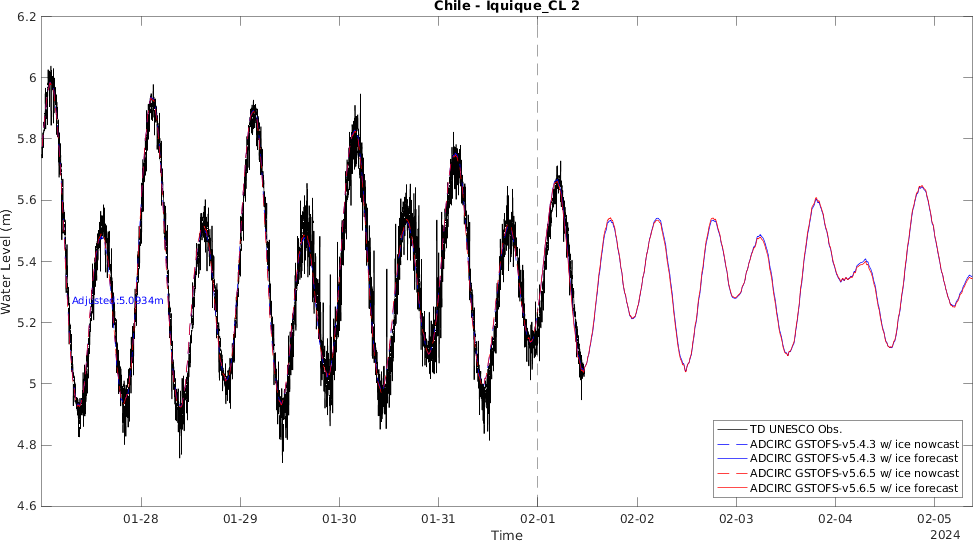 Chile - Iquique_CL 2
6.2
6
5.8
5.6
5.4
5.2
5
4.8
4.6
Water Level (m)
Adjusted:5.0934m
TD UNESCO Obs.
ADCIRC GSTOFS-v5.4.3 w/ ice nowcast
ADCIRC GSTOFS-v5.4.3 w/ ice forecast
ADCIRC GSTOFS-v5.6.5 w/ ice nowcast
ADCIRC GSTOFS-v5.6.5 w/ ice forecast
01-28 01-29 01-30 01-31 02-01 02-02 02-03 02-04 02-05
Time
2024